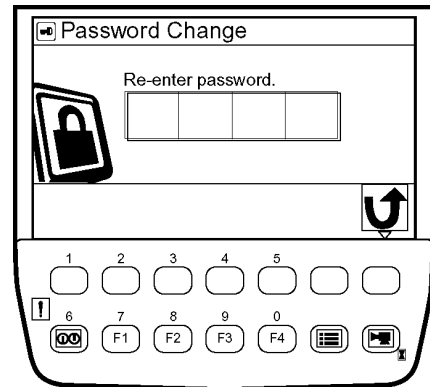 Password Change
Re-enter password.
1 2 3 4 5
! 6 7 8 9 0
F1 F2 F3 F4